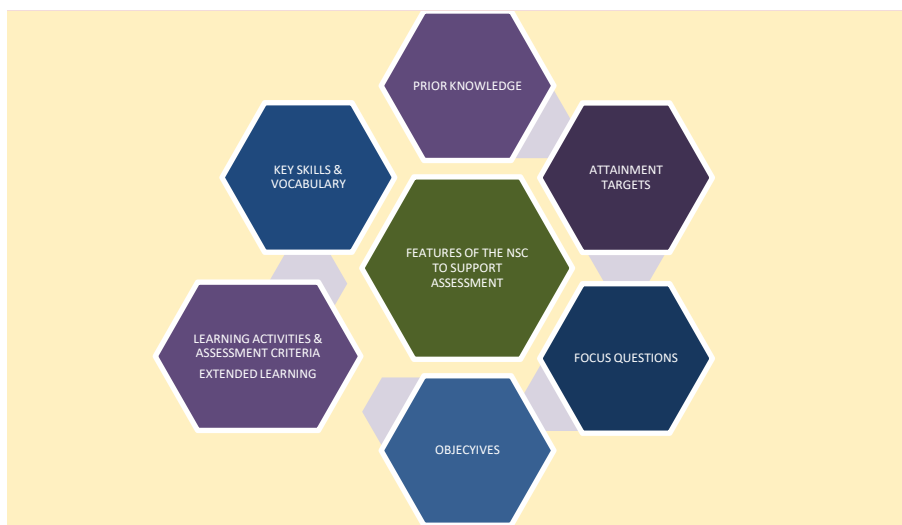 PRIOR KNOWLEDGE
KEY SKILLS &
VOCABULARY
ATTAINMENT
TARGETS
FEATURES OF THE NSC
TO SUPPORT
ASSESSMENT
LEARNING ACTIVITIES &
ASSESSMENT CRITERIA
EXTENDED LEARNING
FOCUS QUESTIONS
OBJECYIVES